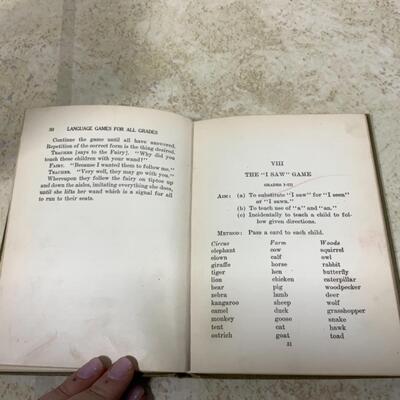 30 LANGUAGE GAMES FOR ALL GRADES
Continue the game until all have answered.
Repetition of the correct form is the thing desired.
TEACHER [says to the Fairy]. "Why did you
touch these children with your wand?"
FAIRY. "Because I wanted them to follow me."
TEACHER. "Very well, they may go with you."
Whereupon they follow the fairy on tiptoe up
and down the aisles, imitating everything she does,
until she lifts her wand which is a signal for all
to run to their seats.
VIII
THE "I SAW" GAME
GRADES I-III
AIM: (a) To substitute "I saw" for "I seen"
or "I sawn."
(b) To teach use of "a" and "an."
(c) Incidentally to teach a child to fol-
low given directions.
METHOD: Pass a card to each child.
Circus Farm Woods
elephant cow squirrel
clown calf owl
giraffe horse rabbit
tiger hen butterfly
lion chicken caterpillar
bear pig woodpecker
zebra lamb deer
kangaroo sheep wolf
camel duck grasshopper
monkey goose snake
tent cat hawk
ostrich goat toad
31